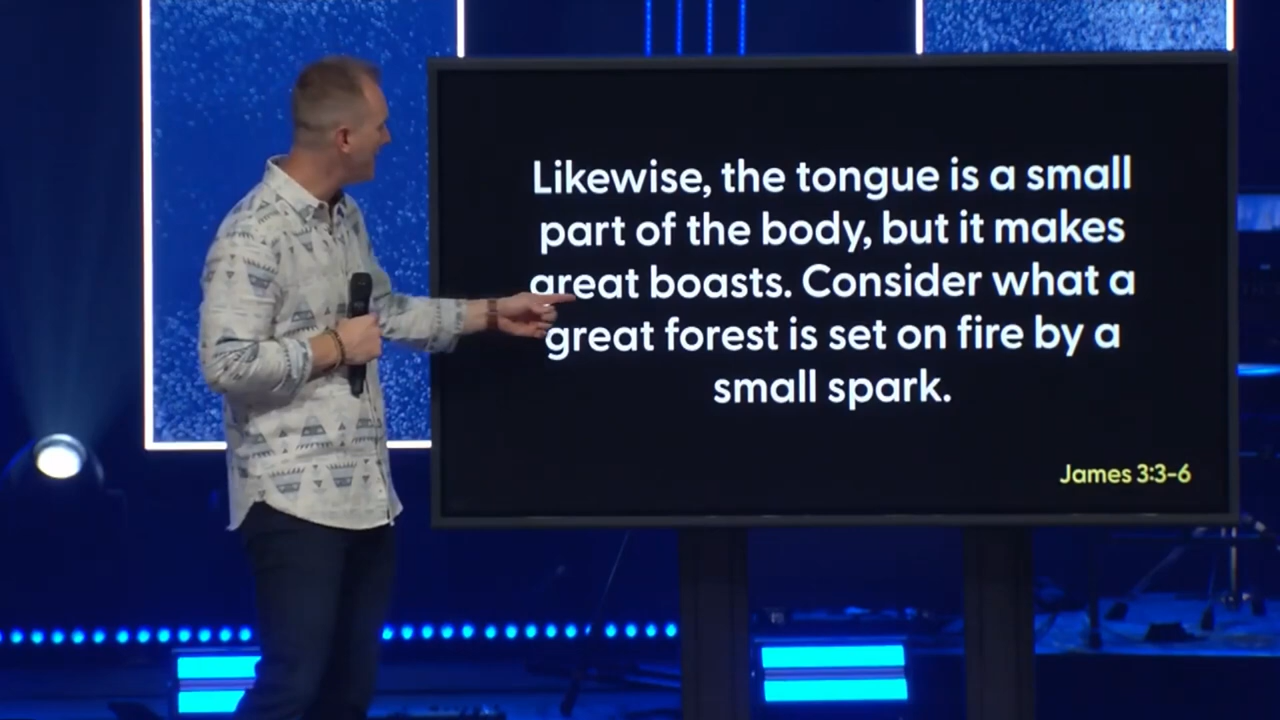 Likewise, the tongue is a small
part of the body, but it makes
great boasts. Consider what a
great forest is set on fire by a
small spark.
James 3:3-6